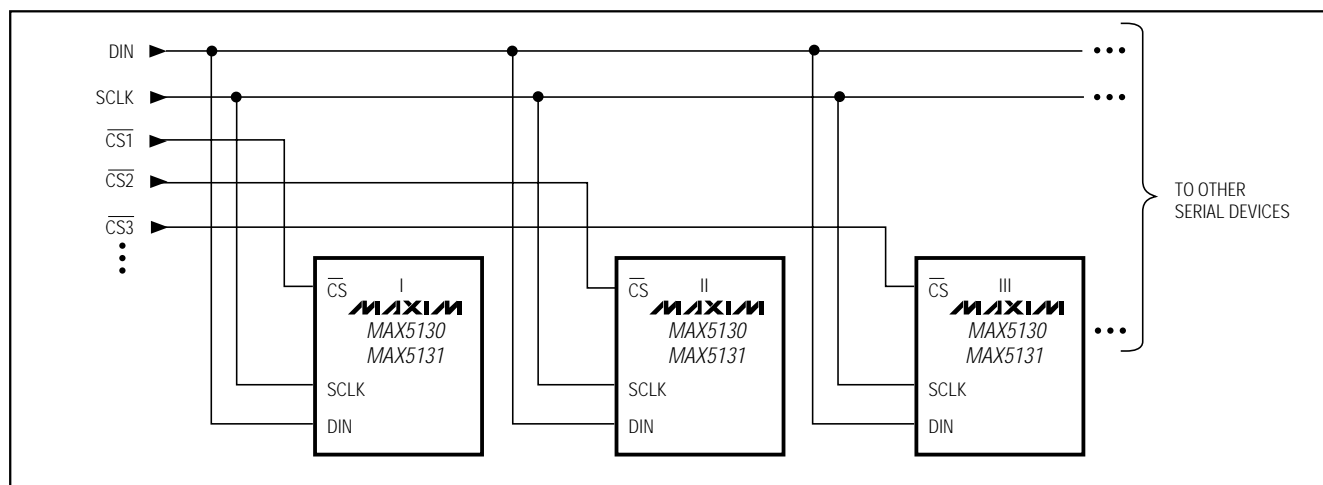 DIN
SCLK
CS1
CS2
CS3
TO OTHER
SERIAL DEVICES
CS
I
MAXIM
MAX5130
MAX5131
SCLK
DIN
CS
II
MAXIM
MAX5130
MAX5131
SCLK
DIN
CS
III
MAXIM
MAX5130
MAX5131
SCLK
DIN